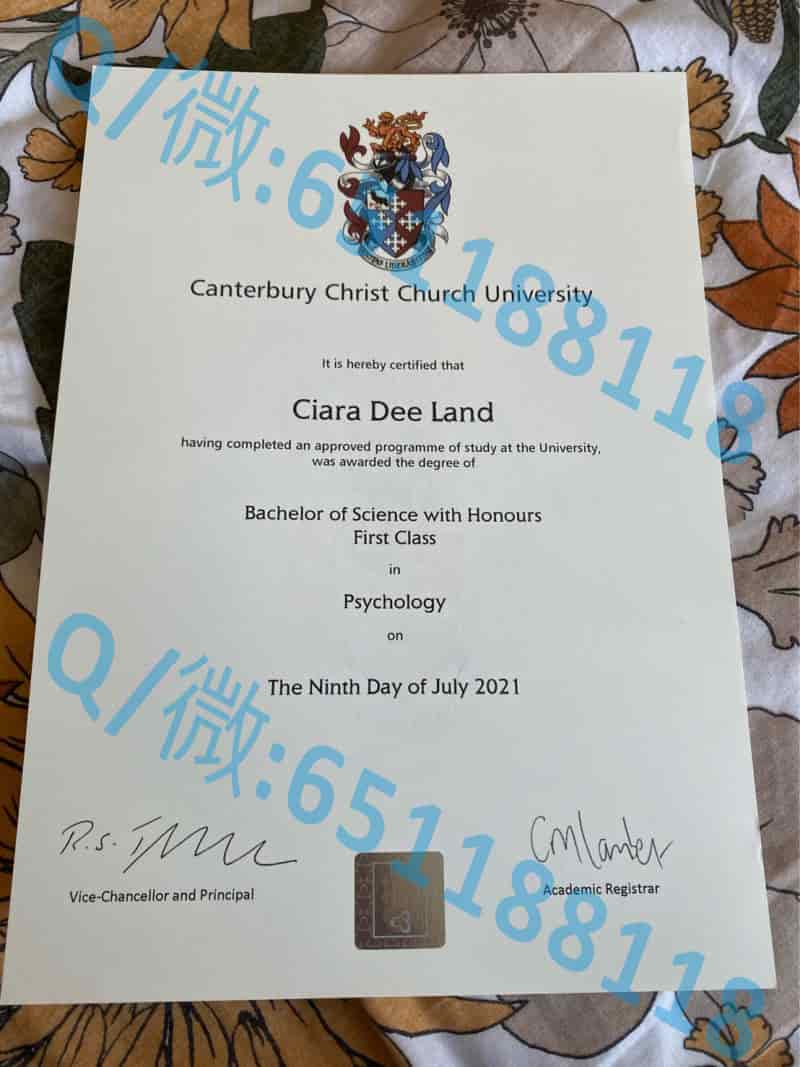 Canterbury Christ Church University
It is hereby certified that
Ciara Dee Land
having completed an approved programme of study at the University,
was awarded the degree of
Bachelor of Science with Honours
First Class
in
Psychology
on
The Ninth Day of July 2021
Vice-Chancellor and Principal
Academic Registrar
Q/微:651188118
Q/微:651188118